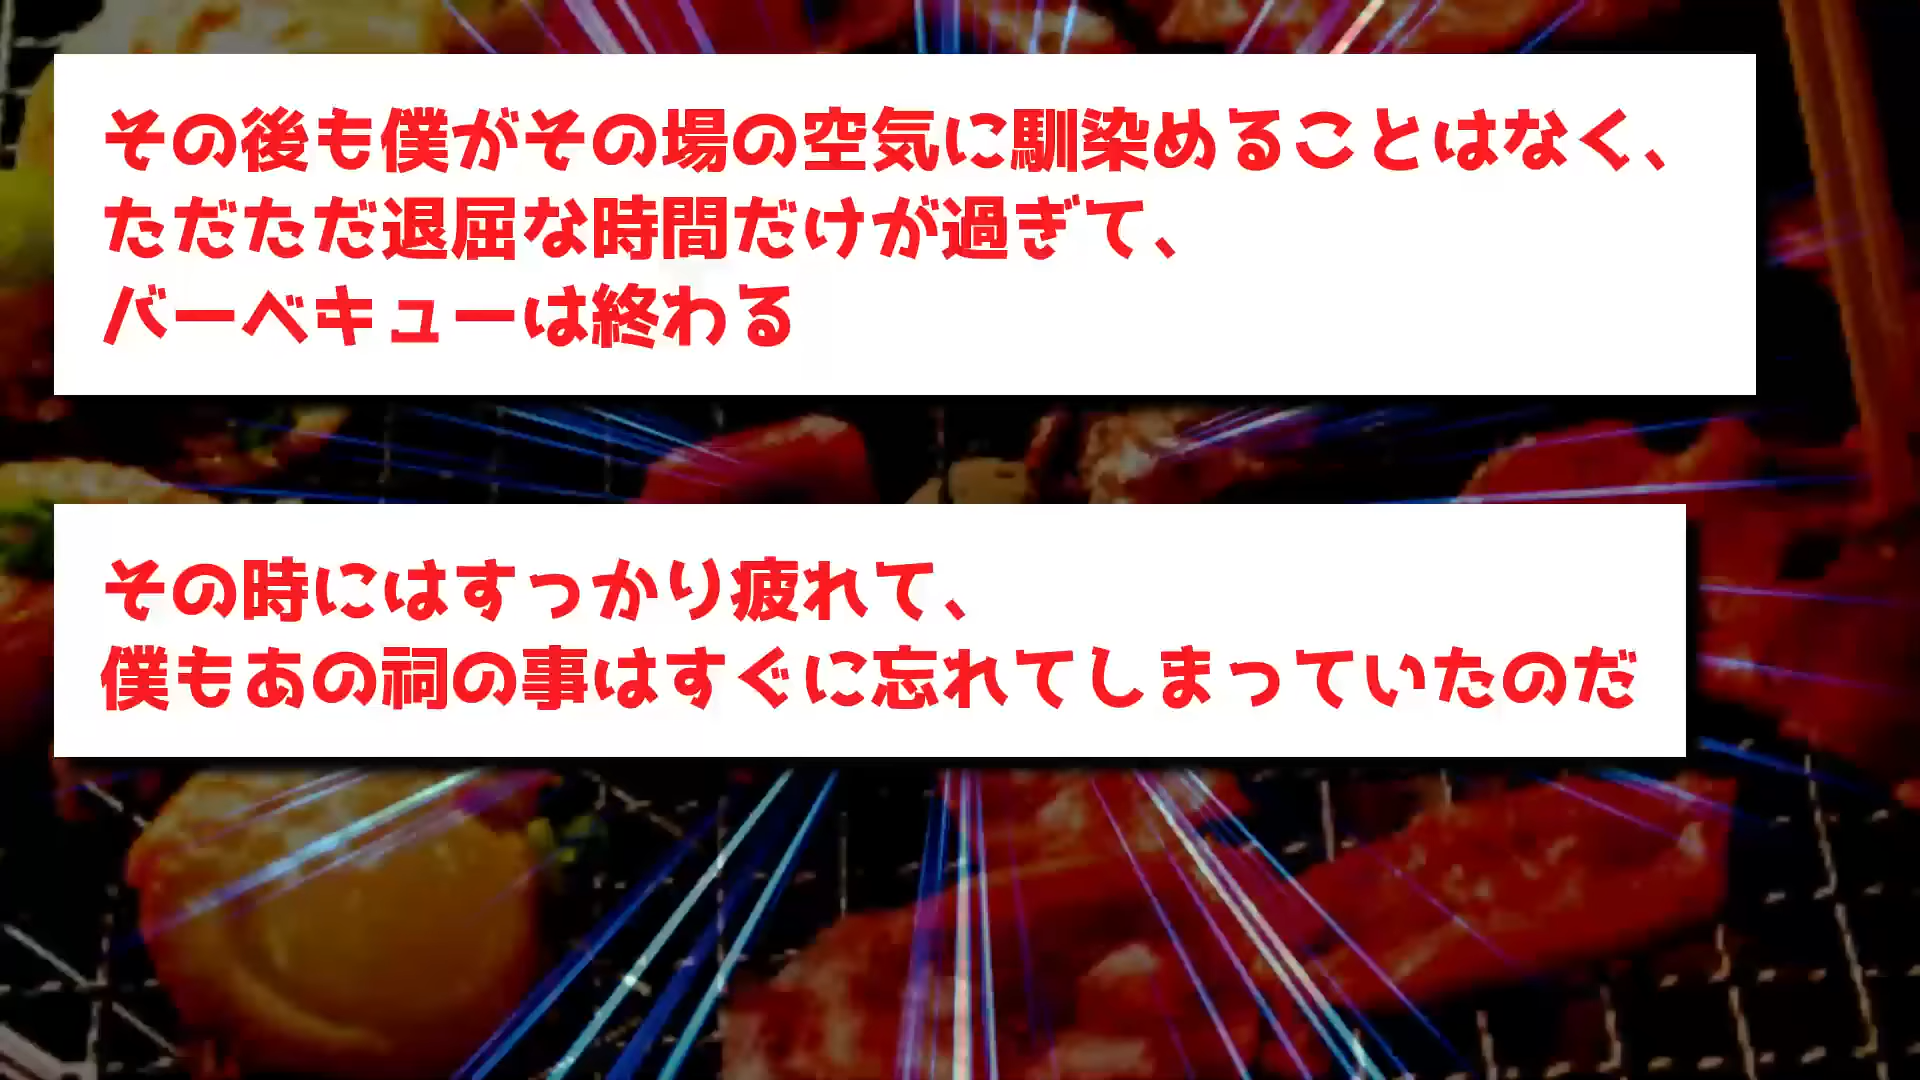 その後も僕がその場の空気に馴染めることはなく、
ただただ退屈な時間だけが過ぎて、
バーベキューは終わる
その時にはすっかり疲れて、
僕もあの祠の事はすぐに忘れてしまっていたのだ